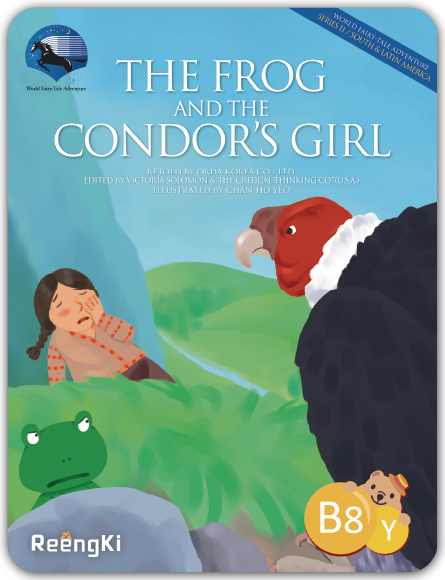 World Fairy-Tale Adventure
WORLD FAIRY-TALE ADVENTURE
SERIES II / SOUTH & LATIN AMERICA
THE FROG
AND THE
CONDOR'S GIRL
RETOLD BY ORDA KOREA CO., LTD.
EDITED BY VICTORIA SOLOMON & THE CRITICAL THINKING CO.(U.S.A.)
ILLUSTRATED BY CHAN-HO YEO
B8
Y
ReengKi